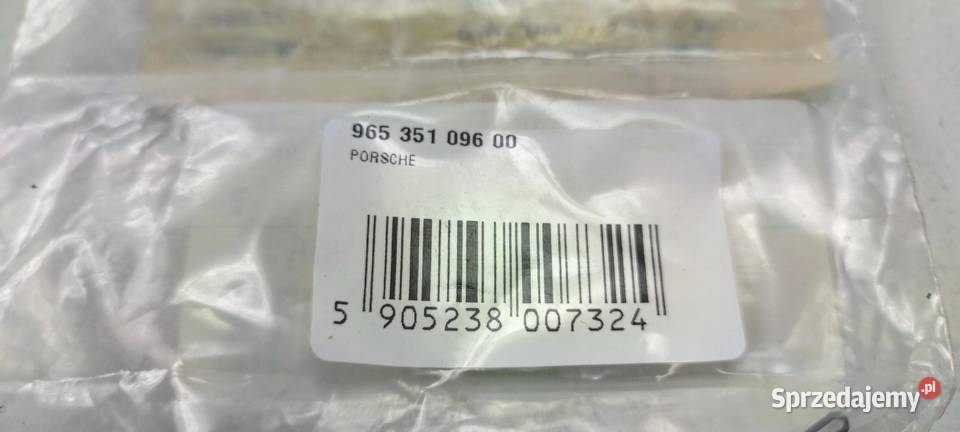 965 351 096 00
PORSCHE
5 905238 007324
Sprzedajemy.pl